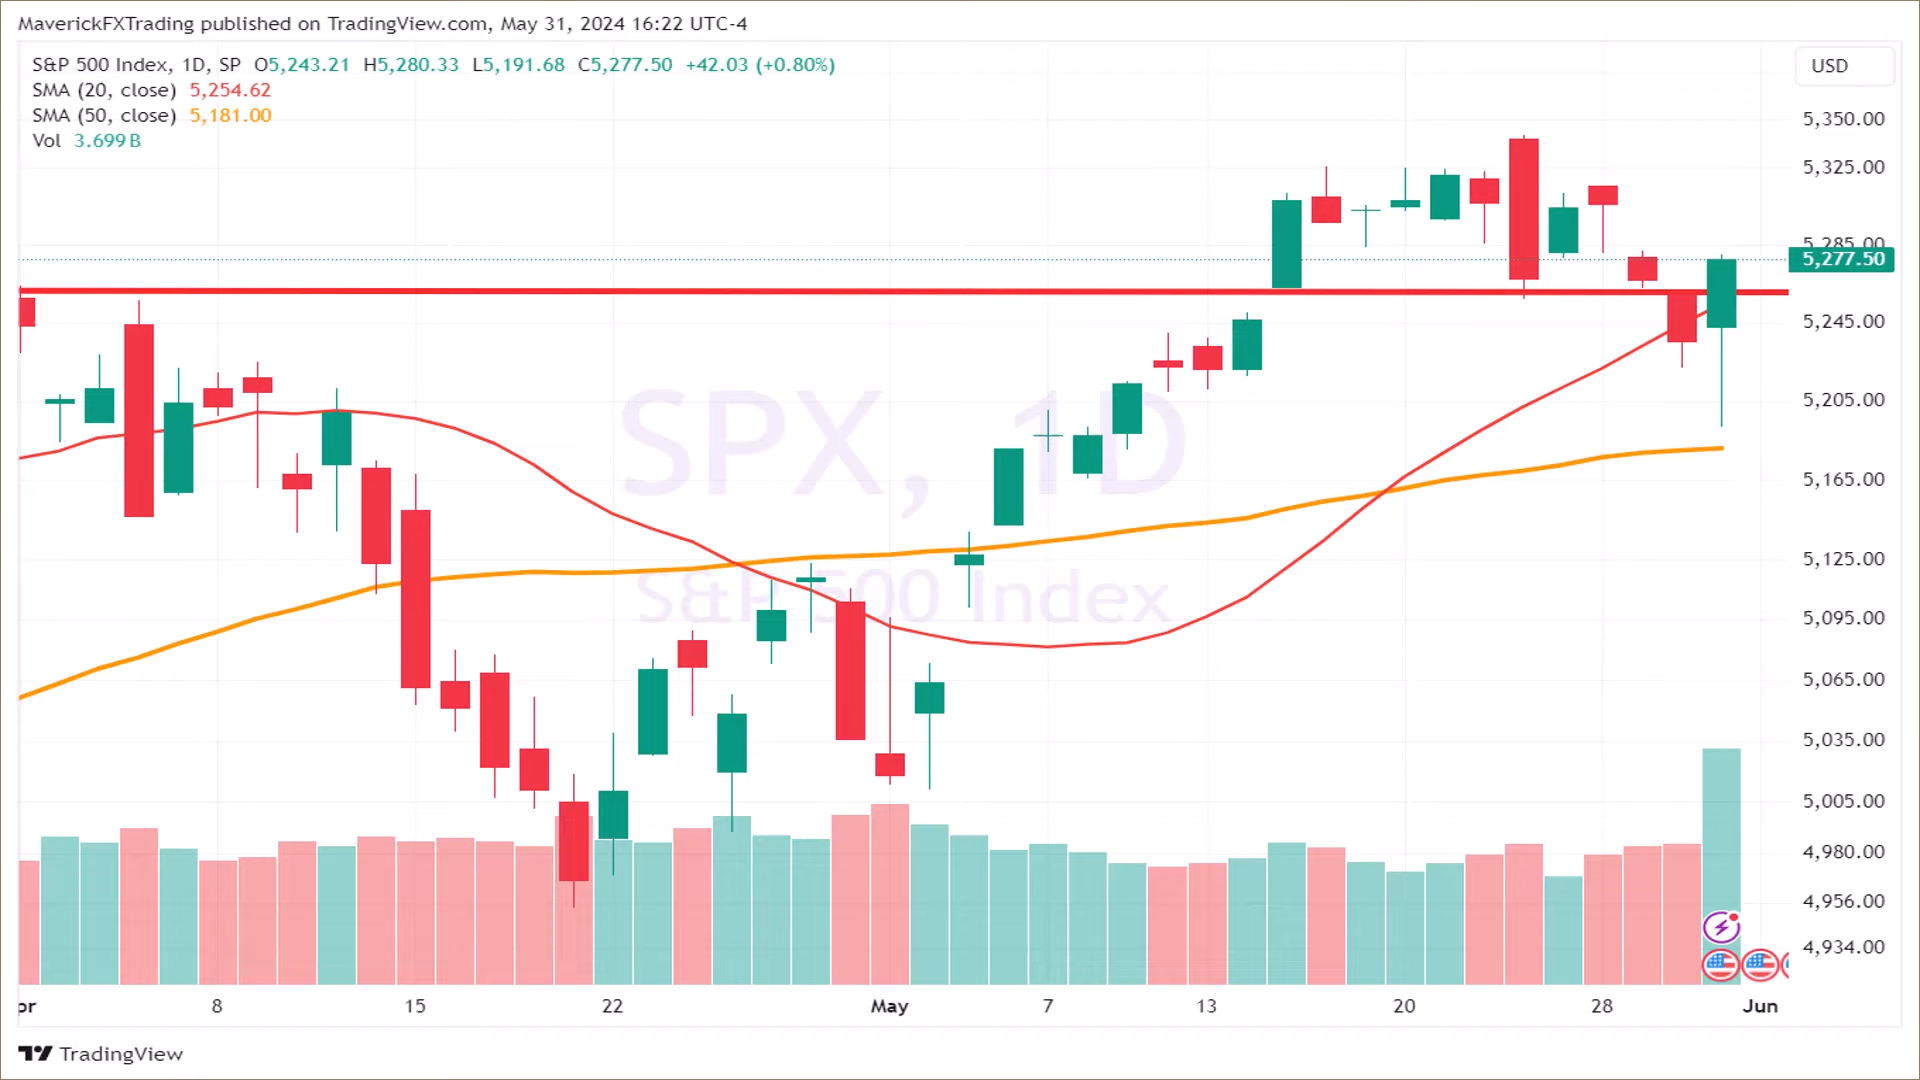 MaverickFXTrading published on TradingView.com, May 31, 2024 16:22 UTC-4
S&P 500 Index, 1D, SP O5,243.21 H5,280.33 L5,191.68 C5,277.50 +42.03 (+0.80%)
SMA (20, close) 5,254.62
SMA (50, close) 5,181.00
Vol 3.699B
USD
5,350.00
5,325.00
5,285.00
5,277.50
5,245.00
5,205.00
5,165.00
5,125.00
5,095.00
5,065.00
5,035.00
5,005.00
4,980.00
4,956.00
4,934.00
SPX, 1D
S&P 500 Index
pr 8 15 22 May 7 13 20 28 Jun
TradingView